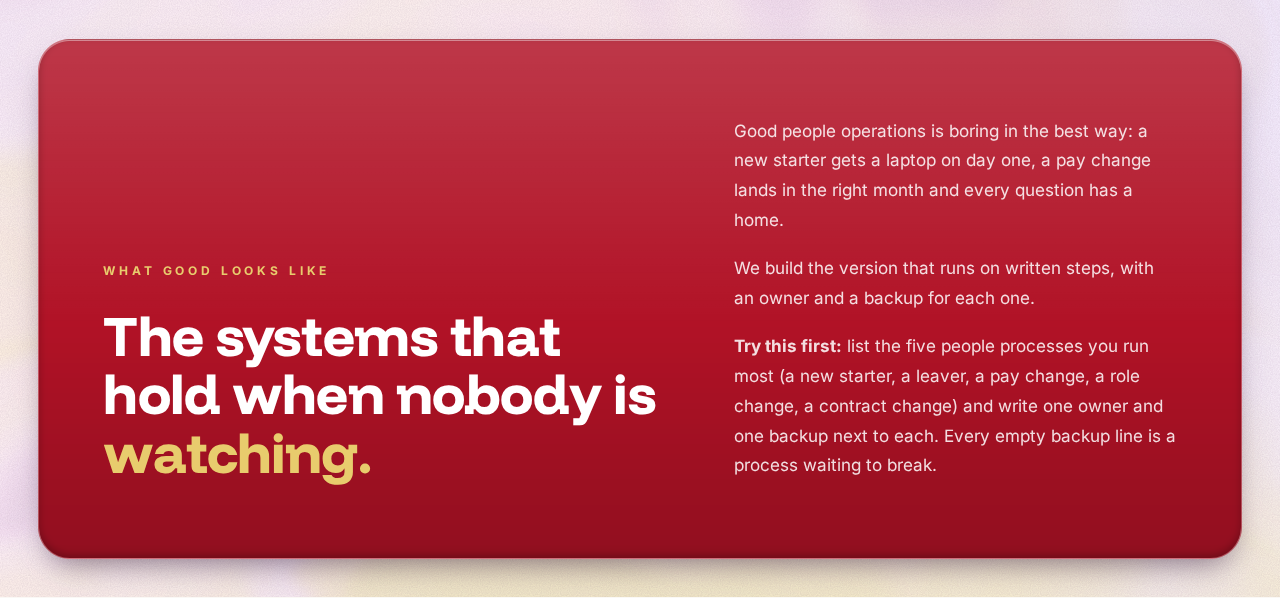 WHAT GOOD LOOKS LIKE
The systems that
hold when nobody is
watching.
Good people operations is boring in the best way: a
new starter gets a laptop on day one, a pay change
lands in the right month and every question has a
home.
We build the version that runs on written steps, with
an owner and a backup for each one.
Try this first: list the five people processes you run
most (a new starter, a leaver, a pay change, a role
change, a contract change) and write one owner and
one backup next to each. Every empty backup line is a
process waiting to break.